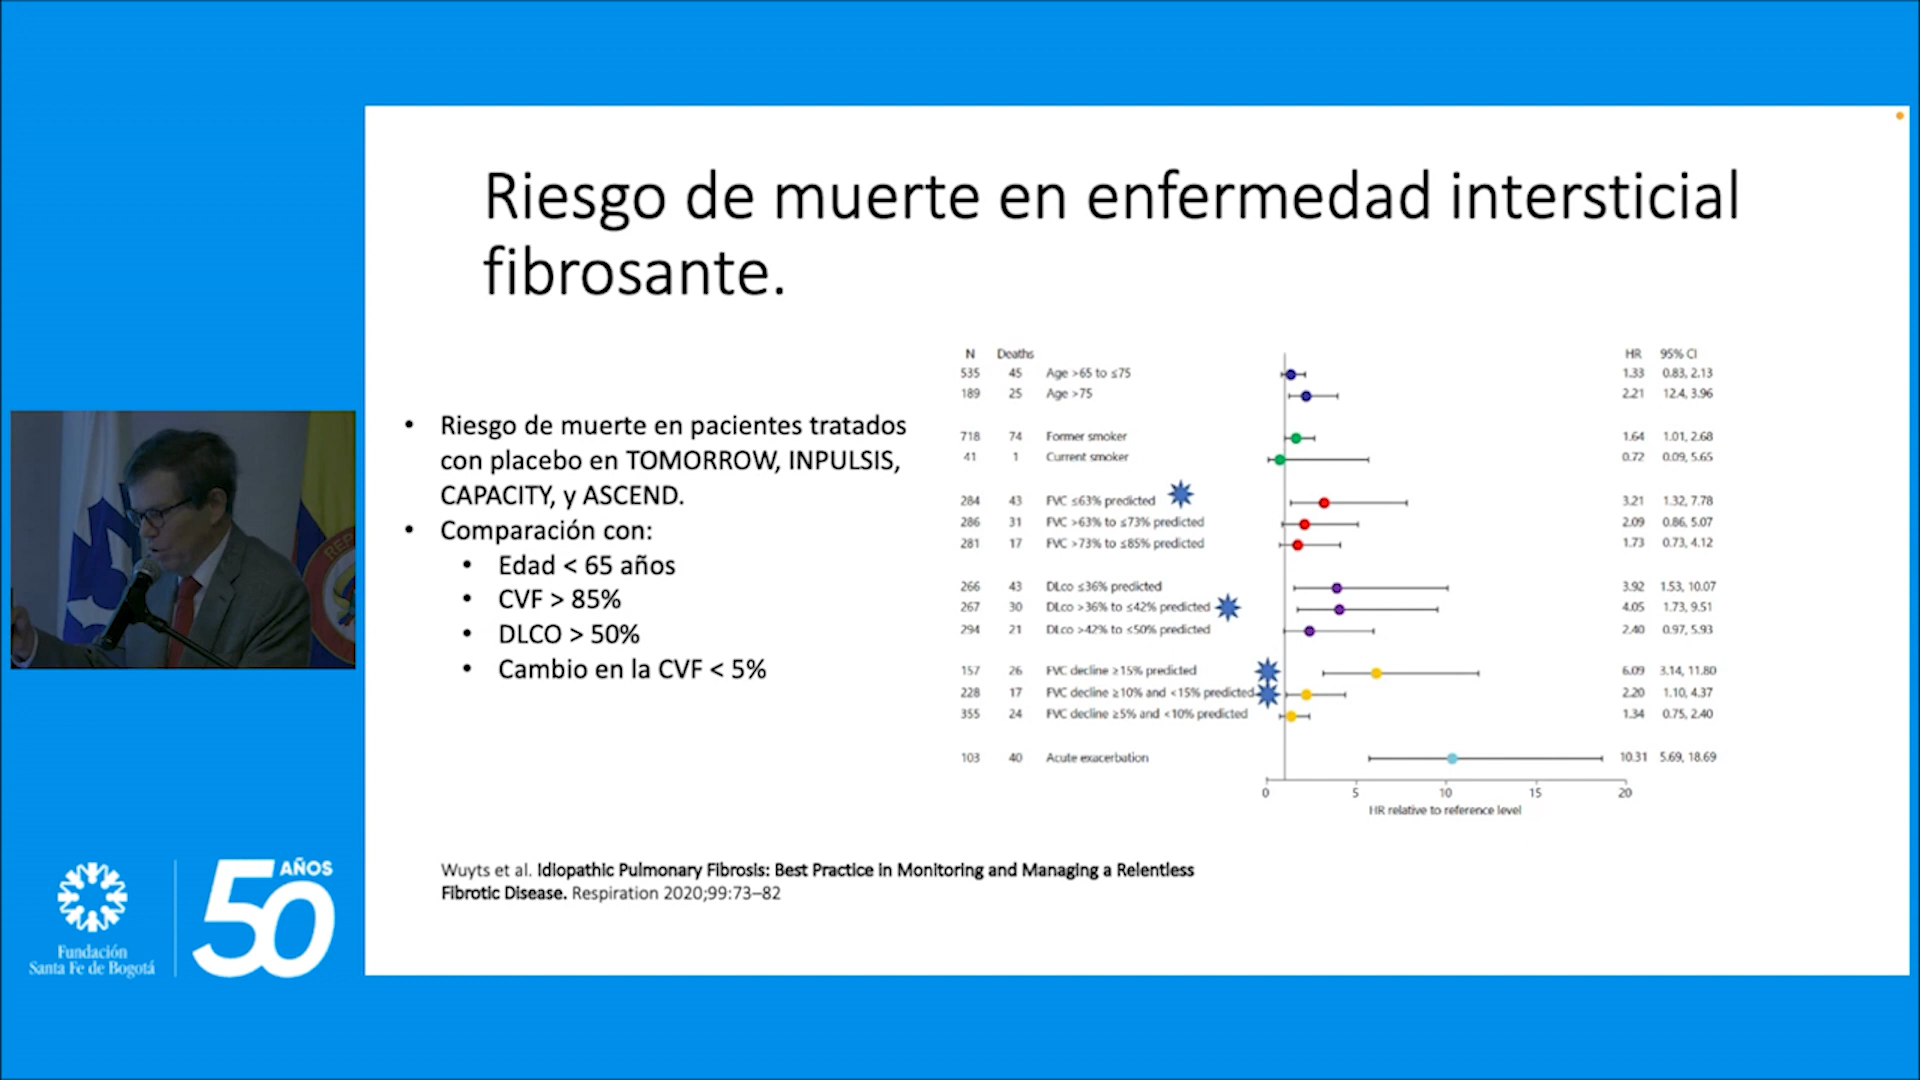 Riesgo de muerte en enfermedad intersticial
fibrosante.
• Riesgo de muerte en pacientes tratados
con placebo en TOMORROW, INPULSIS,
CAPACITY, y ASCEND.
• Comparación con:
• Edad < 65 años
• CVF > 85%
• DLCO > 50%
• Cambio en la CVF < 5%
N Deaths HR 95% CI
535 45 Age >65 to ≤75 1.33 0.83, 2.13
189 25 Age >75 2.21 12.4, 3.96
718 74 Former smoker 1.64 1.01, 2.68
41 1 Current smoker 0.72 0.09, 5.65
284 43 FVC ≤63% predicted 3.21 1.32, 7.78
286 31 FVC >63% to ≤73% predicted 2.09 0.86, 5.07
281 17 FVC >73% to ≤85% predicted 1.73 0.73, 4.12
266 43 DLco ≤36% predicted 3.92 1.53, 10.07
267 30 DLco >36% to ≤42% predicted 4.05 1.73, 9.51
294 21 DLco >42% to ≤50% predicted 2.40 0.97, 5.93
157 26 FVC decline ≥15% predicted 6.09 3.14, 11.80
228 17 FVC decline ≥10% and <15% predicted 2.20 1.10, 4.37
355 24 FVC decline ≥5% and <10% predicted 1.34 0.75, 2.40
103 40 Acute exacerbation 10.31 5.69, 18.69
0 5 10 15 20
HR relative to reference level
Wuyts et al. Idiopathic Pulmonary Fibrosis: Best Practice in Monitoring and Managing a Relentless
Fibrotic Disease. Respiration 2020;99:73–82
REP
Fundación
Santa Fe de Bogotá
50 AÑOS